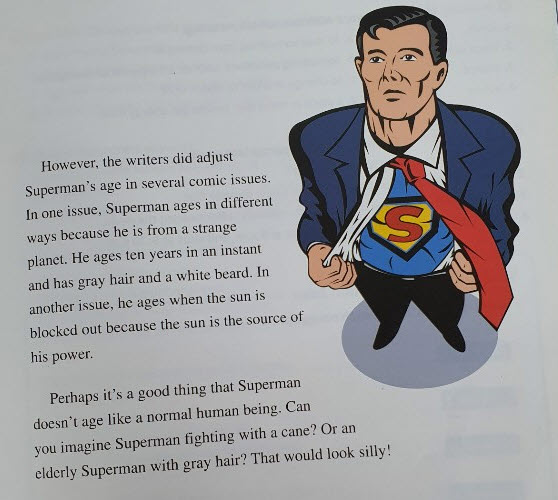 However, the writers did adjust
Superman's age in several comic issues.
In one issue, Superman ages in different
ways because he is from a strange
planet. He ages ten years in an instant
and has gray hair and a white beard. In
another issue, he ages when the sun is
blocked out because the sun is the source of
his power.
Perhaps it's a good thing that Superman
doesn't age like a normal human being. Can
you imagine Superman fighting with a cane? Or an
elderly Superman with gray hair? That would look silly!
S